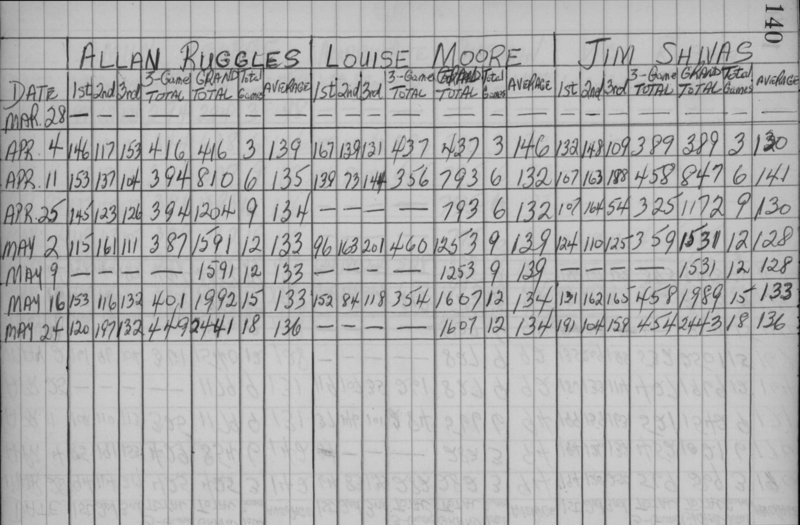 140
ALLAN RUGGLES LOUISE MOORE JIM SHIVAS
DATE 1st 2nd 3rd 3-Game TOTAL GRAND TOTAL Total Games AVERAGE 1st 2nd 3rd 3-Game TOTAL GRAND TOTAL Total Games AVERAGE 1st 2nd 3rd 3-Game TOTAL GRAND TOTAL Total Games AVERAGE
MAR. 28 — — — — — — — — — — — — — — — — — — — — —
APR. 4 146 117 153 416 416 3 139 167 139 131 437 437 3 146 132 148 109 389 389 3 130
APR. 11 153 137 104 394 810 6 135 139 73 144 356 793 6 132 107 163 188 458 847 6 141
APR. 25 145 123 126 394 1204 9 134 — — — — 793 6 132 107 164 54 325 1172 9 130
MAY 2 115 161 111 387 1591 12 133 96 163 201 460 1253 9 139 124 110 125 359 1531 12 128
MAY 9 — — — — 1591 12 133 — — — — 1253 9 139 — — — — 1531 12 128
MAY 16 153 116 132 401 1992 15 133 152 84 118 354 1607 12 134 131 162 165 458 1989 15 133
MAY 24 120 197 132 449 2441 18 136 — — — — 1607 12 134 191 104 159 454 2443 18 136